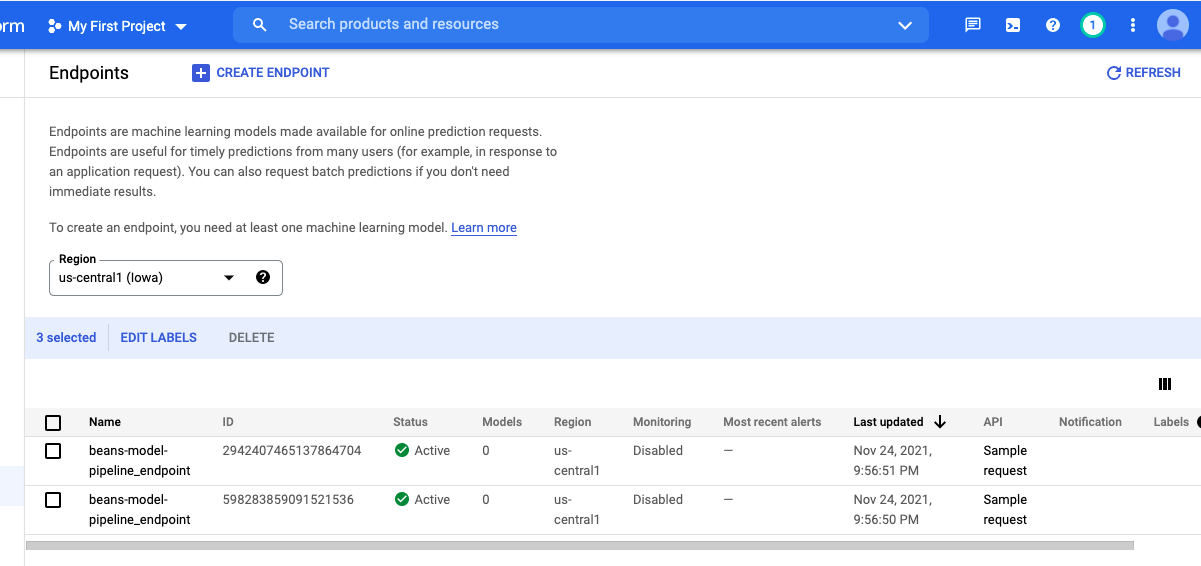 orm My First Project Search products and resources 1
Endpoints CREATE ENDPOINT REFRESH
Endpoints are machine learning models made available for online prediction requests.
Endpoints are useful for timely predictions from many users (for example, in response to
an application request). You can also request batch predictions if you don't need
immediate results.
To create an endpoint, you need at least one machine learning model. Learn more
Region
us-central1 (Iowa)
3 selected EDIT LABELS DELETE
Name ID Status Models Region Monitoring Most recent alerts Last updated API Notification Labels
beans-model- 2942407465137864704 Active 0 us- Disabled — Nov 24, 2021, Sample
pipeline_endpoint central1 9:56:51 PM request
beans-model- 598283859091521536 Active 0 us- Disabled — Nov 24, 2021, Sample
pipeline_endpoint central1 9:56:50 PM request